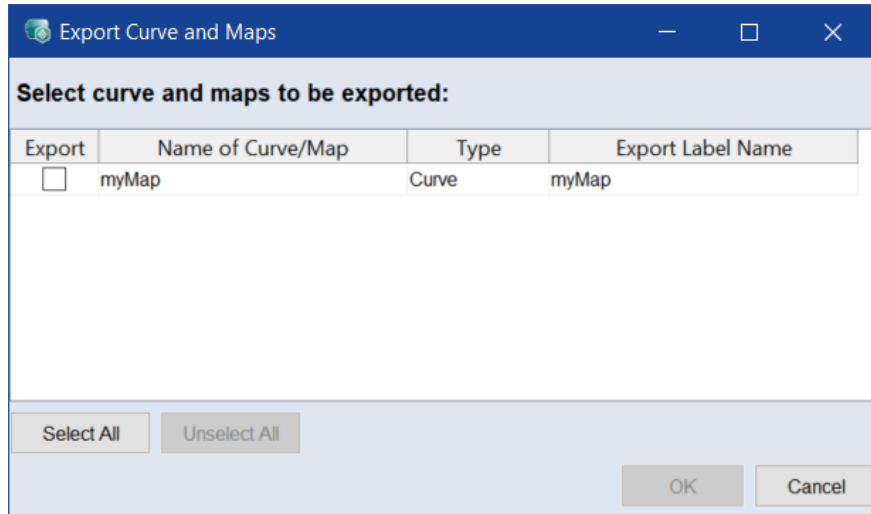 Export Curve and Maps
Select curve and maps to be exported:
Export Name of Curve/Map Type Export Label Name
myMap Curve myMap
Select All Unselect All
OK Cancel